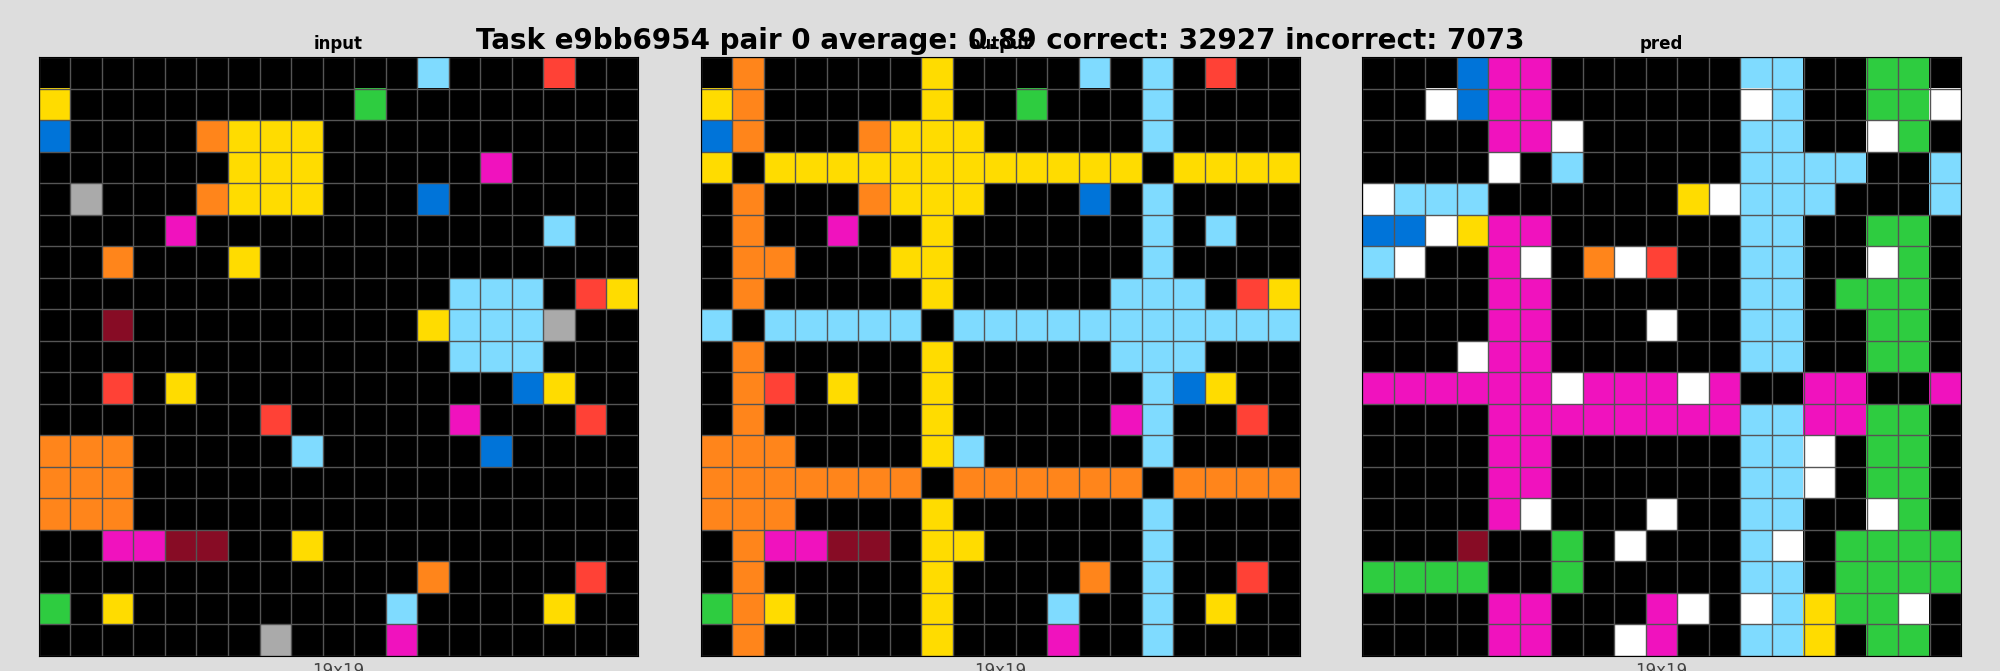 Task e9bb6954 pair 0 average: 0.89 correct: 32927 incorrect: 7073
input
output
pred
19x19
19x19
19x19